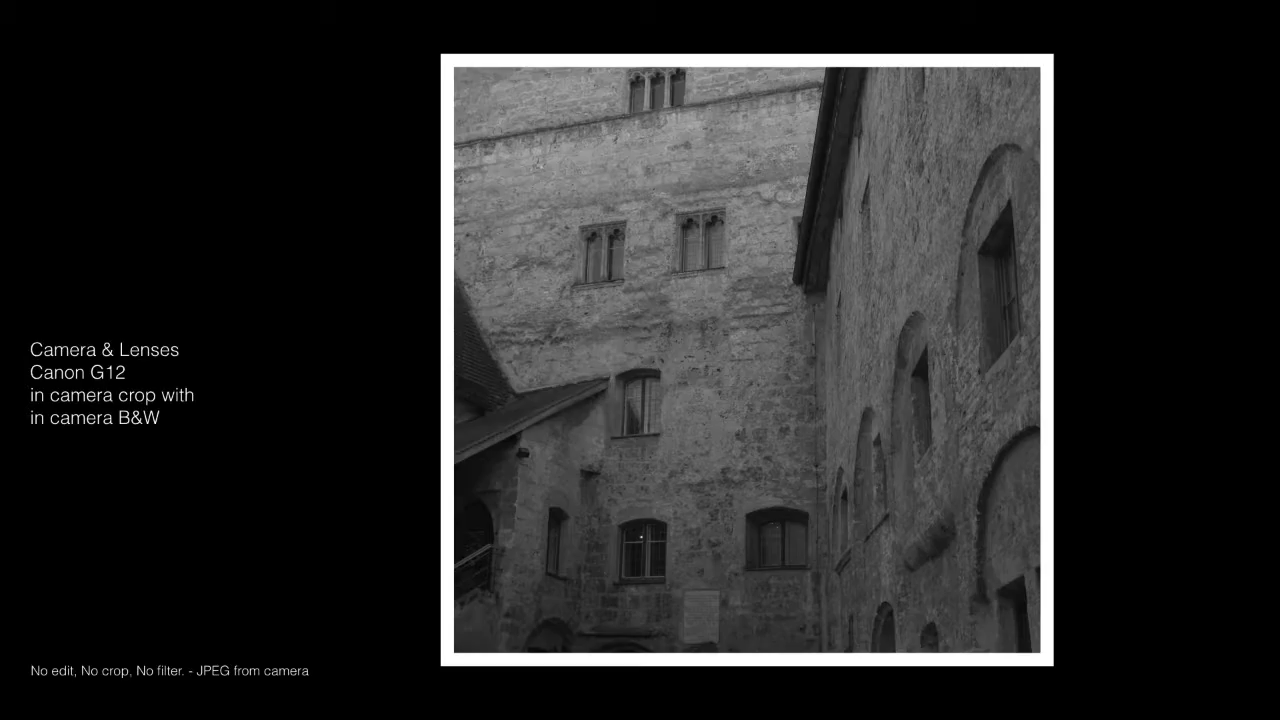 Camera & Lenses
Canon G12
in camera crop with
in camera B&W
No edit, No crop, No filter. - JPEG from camera